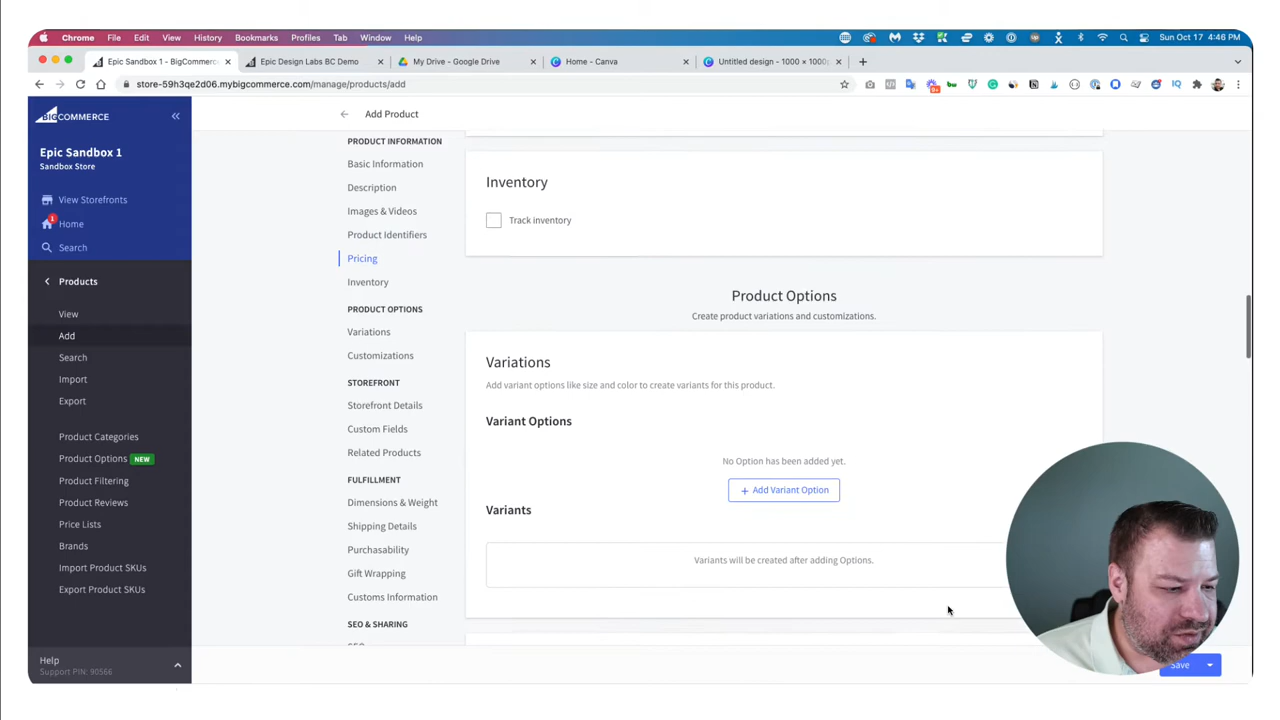 Chrome File Edit View History Bookmarks Profiles Tab Window Help
Sun Oct 17 4:46 PM
Epic Sandbox 1 - BigCommerce
Epic Design Labs BC Demo
My Drive - Google Drive
Home - Canva
Untitled design - 1000 × 1000
store-59h3qe2d06.mybigcommerce.com/manage/products/add
BIGCOMMERCE
Epic Sandbox 1
Sandbox Store
View Storefronts
1
Home
Search
Products
View
Add
Search
Import
Export
Product Categories
Product Options NEW
Product Filtering
Product Reviews
Price Lists
Brands
Import Product SKUs
Export Product SKUs
Help
Support PIN: 90566
Add Product
PRODUCT INFORMATION
Basic Information
Description
Images & Videos
Product Identifiers
Pricing
Inventory
PRODUCT OPTIONS
Variations
Customizations
STOREFRONT
Storefront Details
Custom Fields
Related Products
FULFILLMENT
Dimensions & Weight
Shipping Details
Purchasability
Gift Wrapping
Customs Information
SEO & SHARING
Inventory
Track inventory
Product Options
Create product variations and customizations.
Variations
Add variant options like size and color to create variants for this product.
Variant Options
No Option has been added yet.
+ Add Variant Option
Variants
Variants will be created after adding Options.
Save